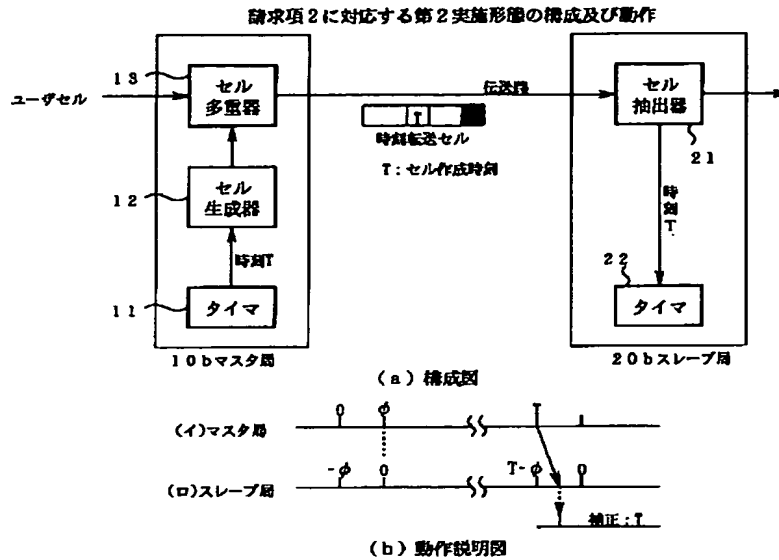 請求項2に対応する第2実施形態の構成及び動作
13
ユーザセル
セル
多重器
伝送路
セル
抽出器
21
T
時刻転送セル
T:セル作成時刻
12
セル
生成器
時刻T
時刻T
22
11
タイマ
タイマ
10bマスタ局
20bスレーブ局
(a)構成図
0
φ
T
(イ)マスタ局
-φ
0
T-φ
0
(ロ)スレーブ局
補正:T
(b)動作説明図